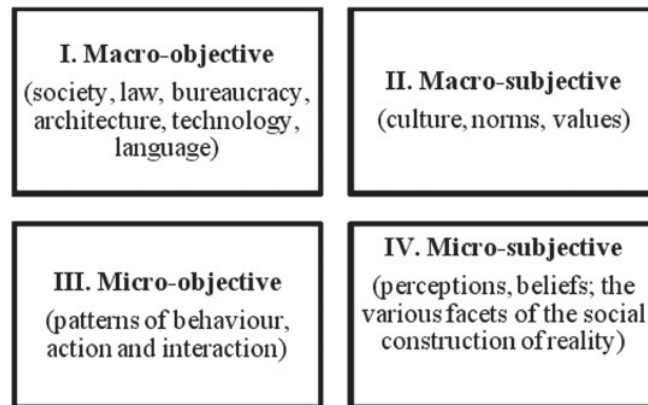 I. Macro-objective
(society, law, bureaucracy,
architecture, technology,
language)
II. Macro-subjective
(culture, norms, values)
III. Micro-objective
(patterns of behaviour,
action and interaction)
IV. Micro-subjective
(perceptions, beliefs; the
various facets of the social
construction of reality)